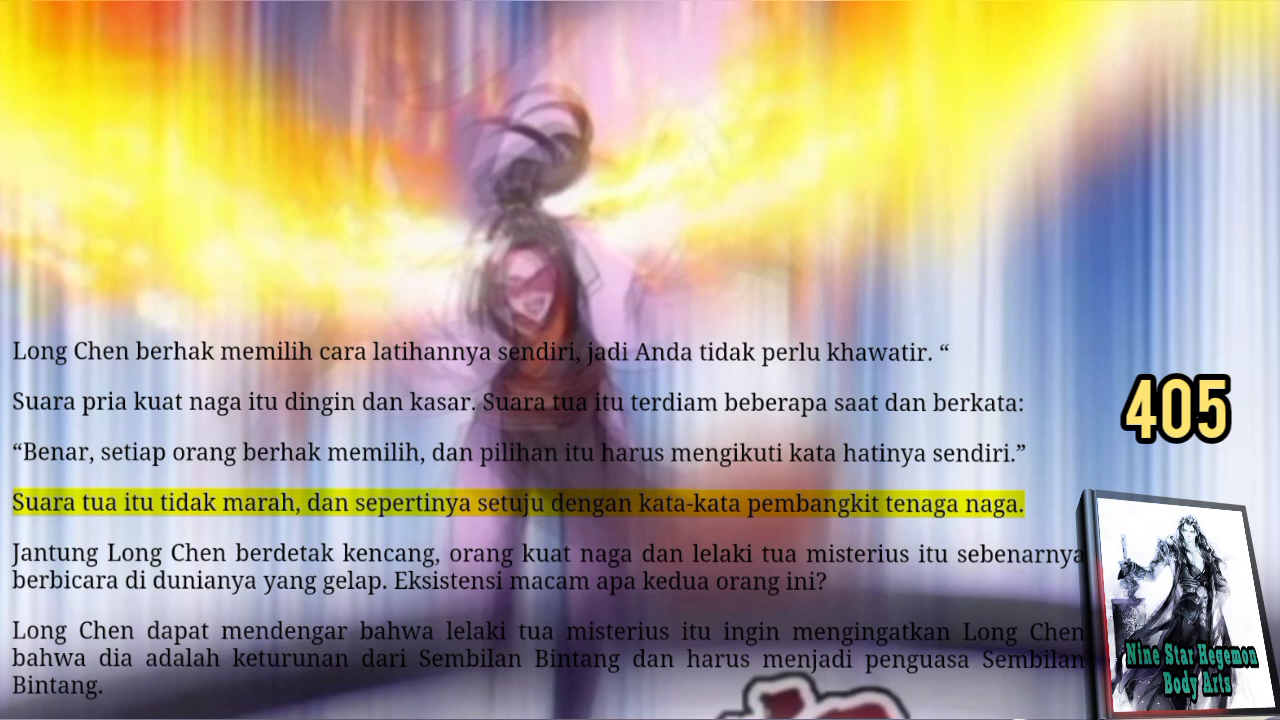 Long Chen berhak memilih cara latihannya sendiri, jadi Anda tidak perlu khawatir. “
Suara pria kuat naga itu dingin dan kasar. Suara tua itu terdiam beberapa saat dan berkata:
“Benar, setiap orang berhak memilih, dan pilihan itu harus mengikuti kata hatinya sendiri.”
Suara tua itu tidak marah, dan sepertinya setuju dengan kata-kata pembangkit tenaga naga.
Jantung Long Chen berdetak kencang, orang kuat naga dan lelaki tua misterius itu sebenarnya
berbicara di dunianya yang gelap. Eksistensi macam apa kedua orang ini?
Long Chen dapat mendengar bahwa lelaki tua misterius itu ingin mengingatkan Long Chen
bahwa dia adalah keturunan dari Sembilan Bintang dan harus menjadi penguasa Sembilan
Bintang.
405
Nine Star Hegemon
Body Arts